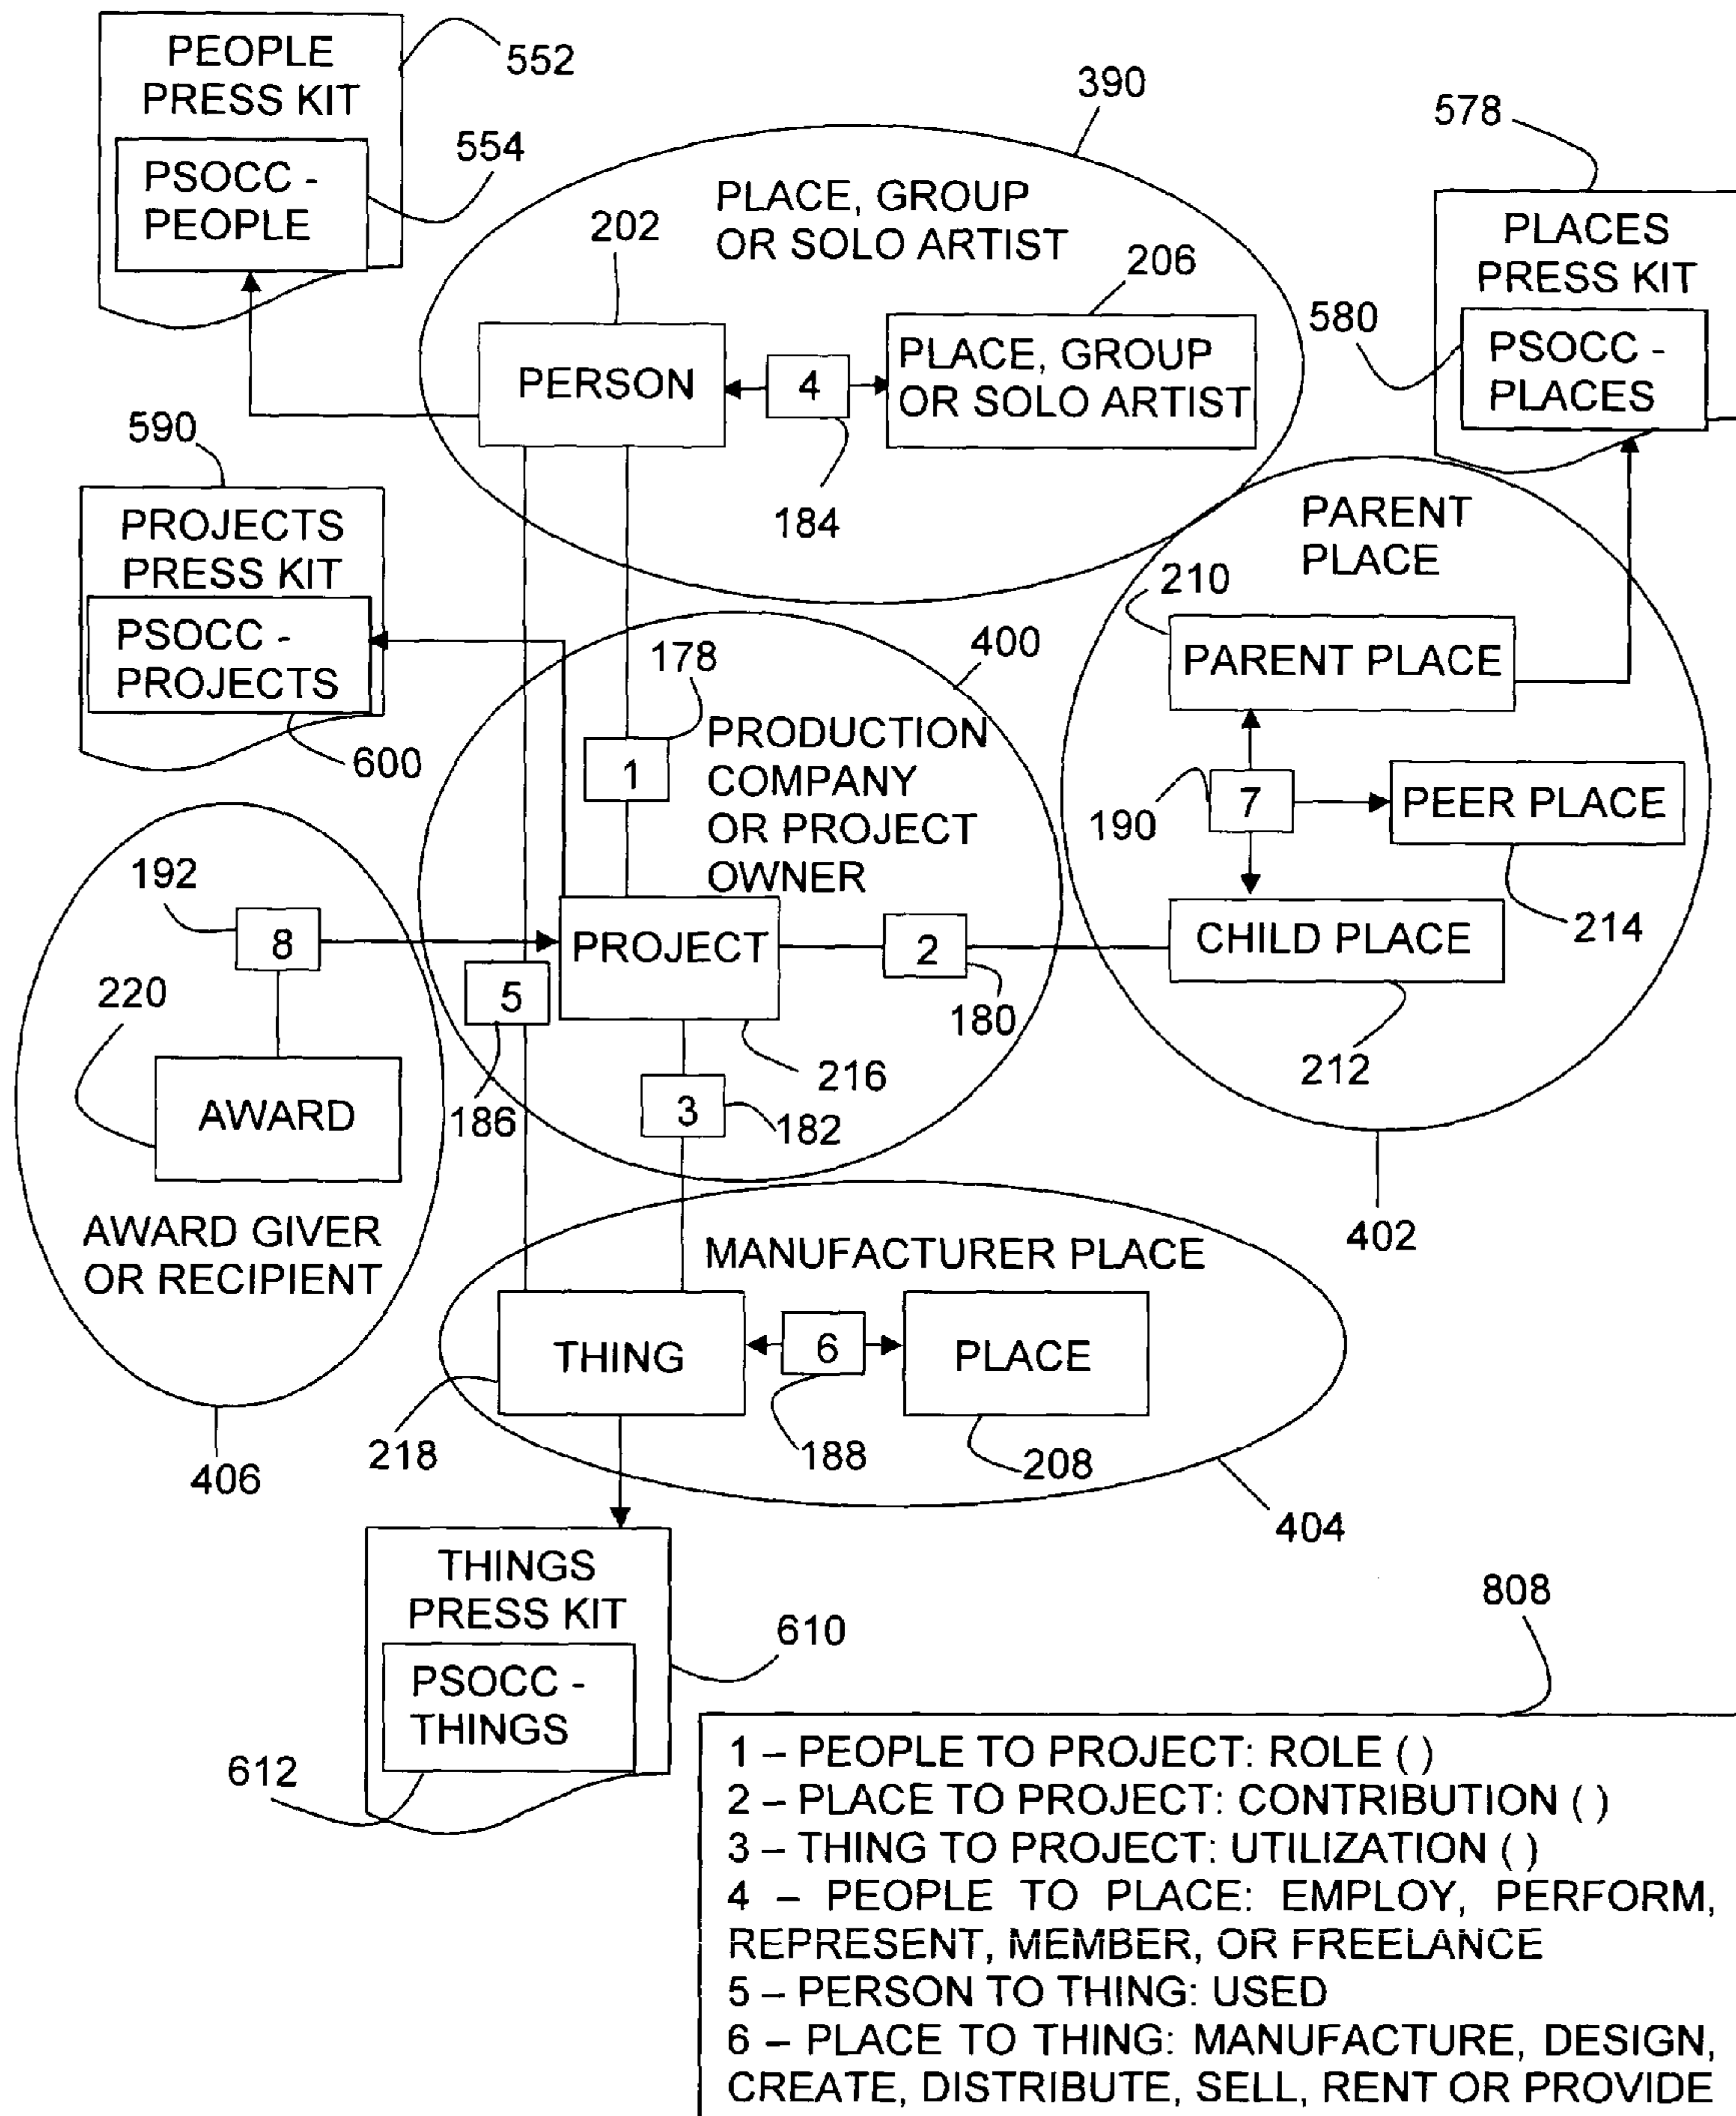 PEOPLE
PRESS KIT
552
PSOCC -
PEOPLE
554
390
PLACE, GROUP
OR SOLO ARTIST
202
206
PERSON
4
PLACE, GROUP
OR SOLO ARTIST
184
578
PLACES
PRESS KIT
580
PSOCC -
PLACES
590
PROJECTS
PRESS KIT
PSOCC -
PROJECTS
600
178
400
1
PRODUCTION
COMPANY
OR PROJECT
OWNER
PARENT
PLACE
210
PARENT PLACE
190
7
PEER PLACE
214
CHILD PLACE
212
402
192
8
220
AWARD
AWARD GIVER
OR RECIPIENT
406
PROJECT
2
180
5
186
216
3
182
MANUFACTURER PLACE
THING
6
PLACE
218
188
208
404
THINGS
PRESS KIT
610
PSOCC -
THINGS
612
808
1 – PEOPLE TO PROJECT: ROLE ( )
2 – PLACE TO PROJECT: CONTRIBUTION ( )
3 – THING TO PROJECT: UTILIZATION ( )
4 – PEOPLE TO PLACE: EMPLOY, PERFORM,
REPRESENT, MEMBER, OR FREELANCE
5 – PERSON TO THING: USED
6 – PLACE TO THING: MANUFACTURE, DESIGN,
CREATE, DISTRIBUTE, SELL, RENT OR PROVIDE